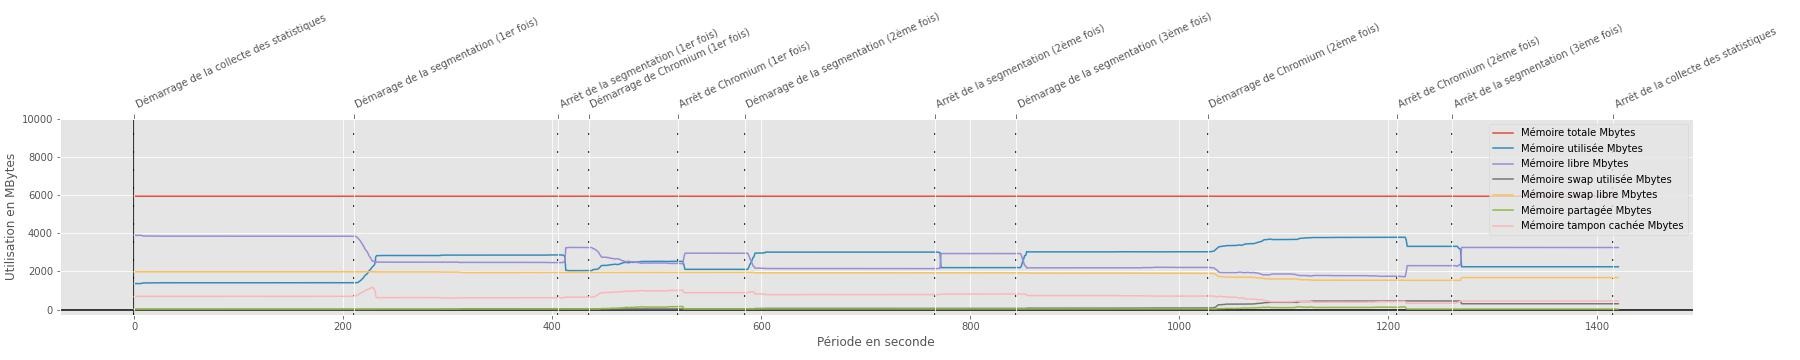 Démarrage de la collecte des statistiques
Démarage de la segmentation (1er fois)
Arrêt de la segmentation (1er fois)
Démarrage de Chromium (1er fois)
Arrêt Chromium (1er fois)
Démarage de la segmentation (2ème fois)
Arrêt de la segmentation (2ème fois)
Démarage de la segmentation (3ème fois)
Démarrage de Chromium (2ème fois)
Arrêt de Chromium (2ème fois)
Arrêt de la segmentation (3ème fois)
Arrêt de la collecte des statistiques
10000
8000
6000
4000
2000
0
Utilisation en MBytes
Mémoire totale Mbytes
Mémoire utilisée Mbytes
Mémoire libre Mbytes
Mémoire swap utilisée Mbytes
Mémoire swap libre Mbytes
Mémoire partagée Mbytes
Mémoire tampon cachée Mbytes
0 200 400 600 800 1000 1200 1400
Période en seconde